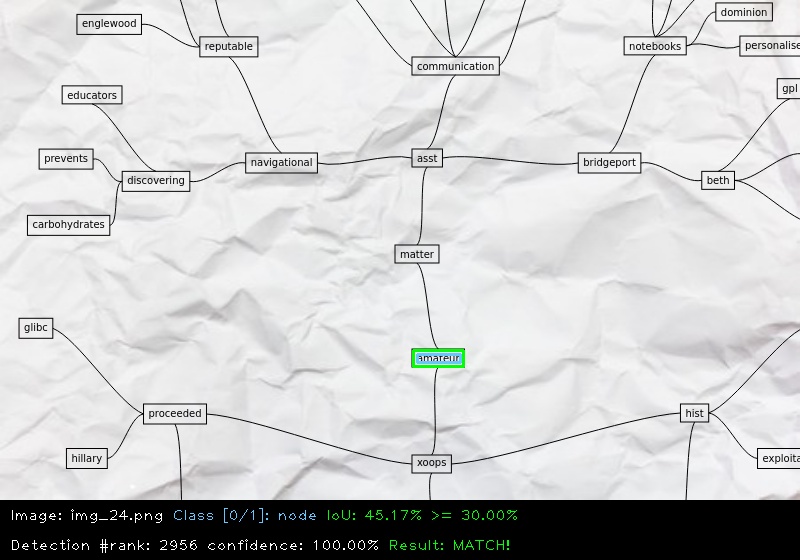 dominion
englewood
reputable
notebooks
personalise
communication
gpl
educators
prevents
navigational
asst
bridgeport
discovering
beth
carbohydrates
matter
glibc
amateur
proceeded
hist
hillary
xoops
exploita
Image: img_24.png Class [0/1]: node IoU: 45.17% >= 30.00%
Detection #rank: 2956 confidence: 100.00% Result: MATCH!